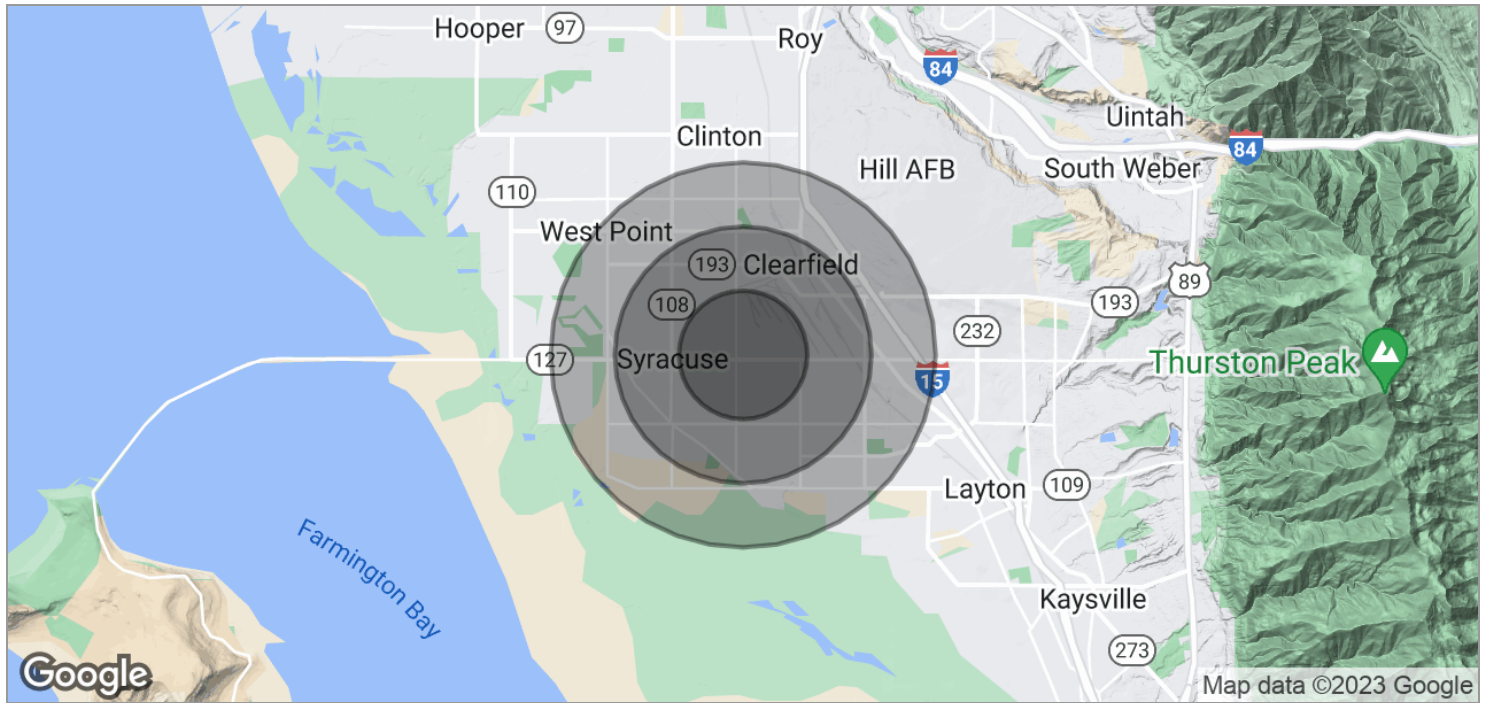 Hooper
97
Roy
84
Uintah
Clinton
84
Hill AFB
South Weber
110
West Point
193
Clearfield
89
108
193
232
127
Syracuse
15
Thurston Peak
Layton
109
Farmington Bay
Kaysville
273
Google
Map data ©2023 Google